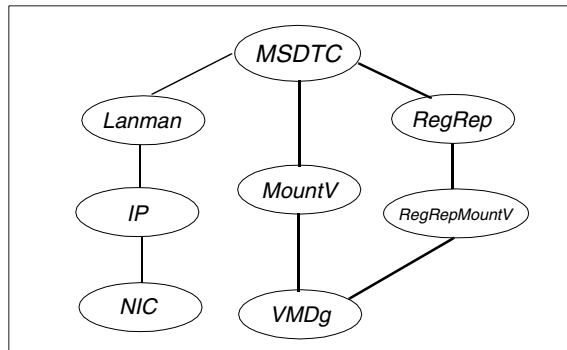 MSDTC
Lanman
RegRep
MountV
RegRepMountV
IP
NIC
VMDg